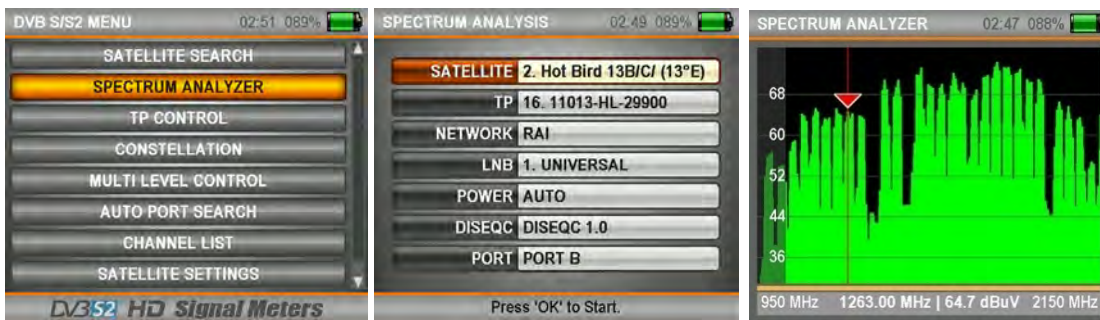 DVB S/S2 MENU 02:51 089%
SATELLITE SEARCH
SPECTRUM ANALYZER
TP CONTROL
CONSTELLATION
MULTI LEVEL CONTROL
AUTO PORT SEARCH
CHANNEL LIST
SATELLITE SETTINGS
DVB S2 HD Signal Meters
SPECTRUM ANALYSIS 02:49 089%
SATELLITE 2. Hot Bird 13B/C/ (13°E)
TP 16. 11013-HL-29900
NETWORK RAI
LNB 1. UNIVERSAL
POWER AUTO
DISEQC DISEQC 1.0
PORT PORT B
Press 'OK' to Start.
SPECTRUM ANALYZER 02:47 088%
68
60
52
44
36
950 MHz 1263.00 MHz | 64.7 dBuV 2150 MHz